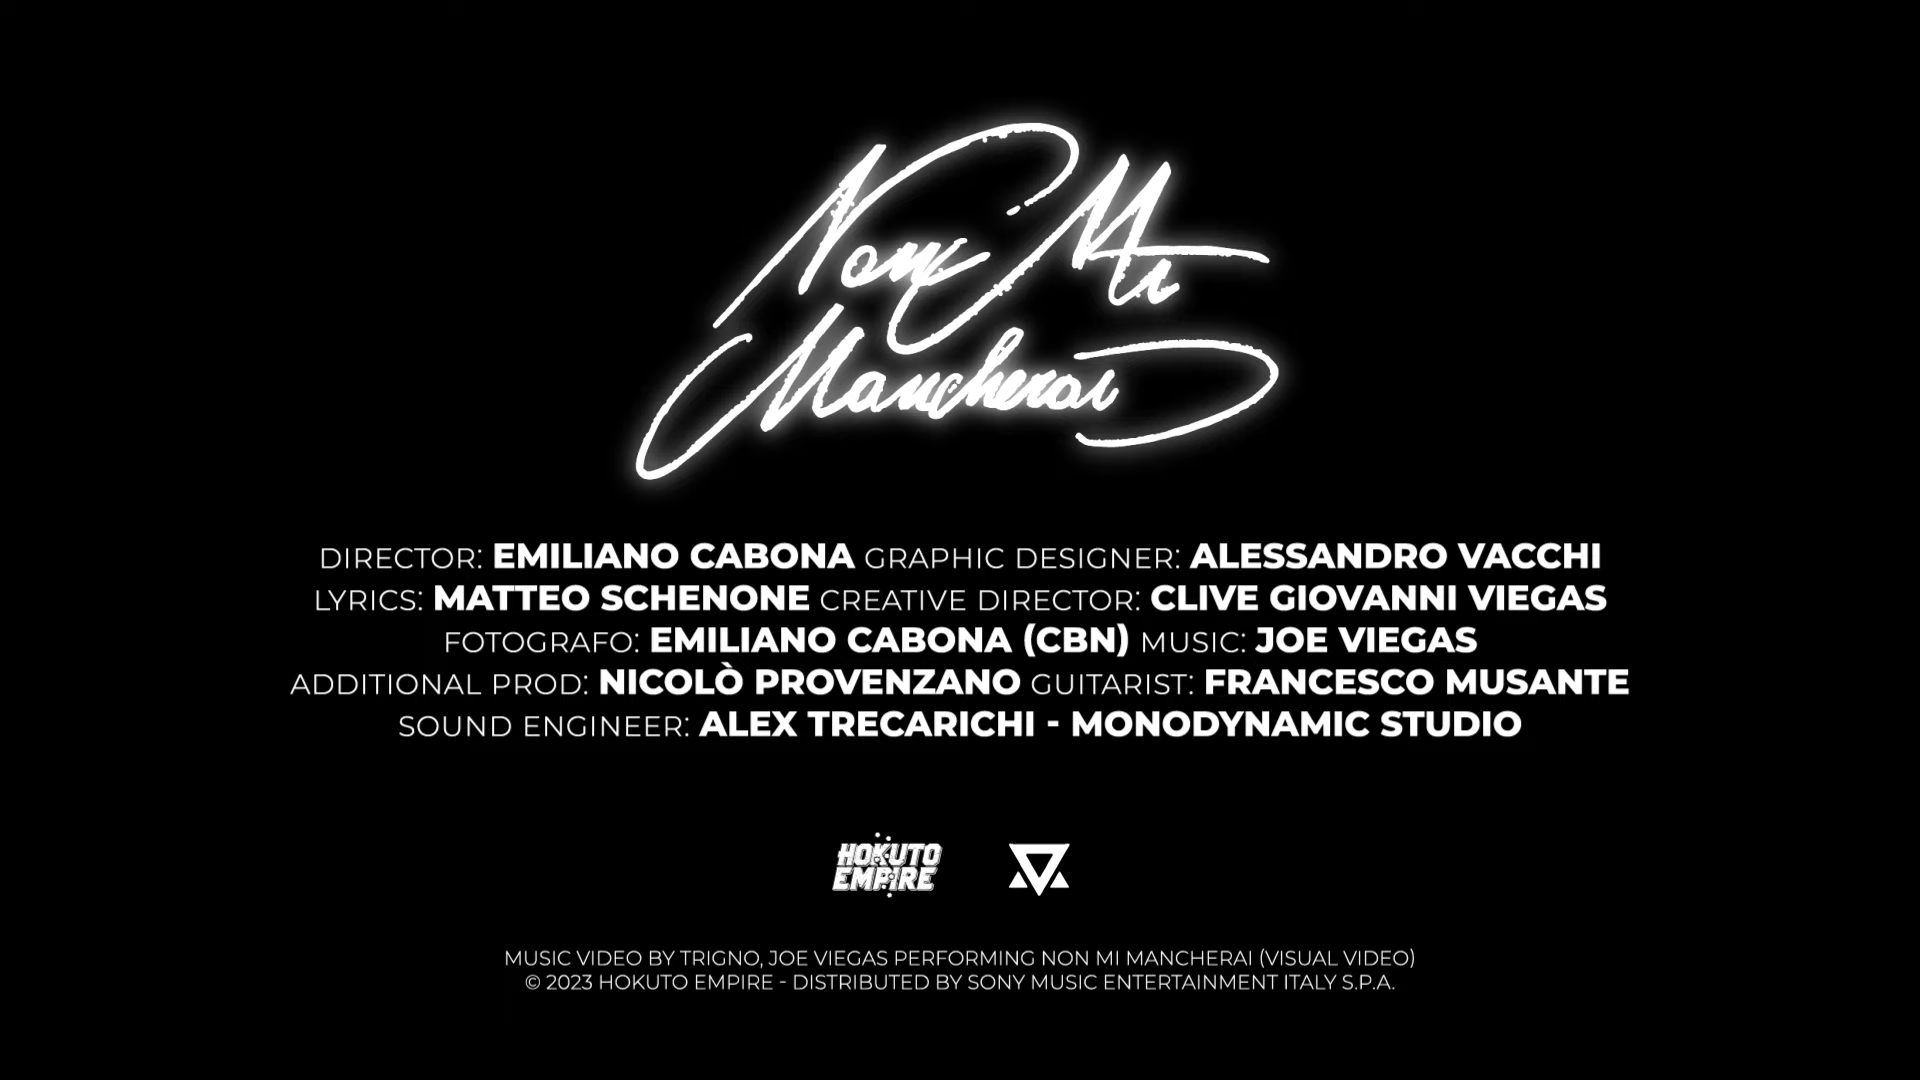 Non Mi
Mancherai
DIRECTOR: EMILIANO CABONA GRAPHIC DESIGNER: ALESSANDRO VACCHI
LYRICS: MATTEO SCHENONE CREATIVE DIRECTOR: CLIVE GIOVANNI VIEGAS
FOTOGRAFO: EMILIANO CABONA (CBN) MUSIC: JOE VIEGAS
ADDITIONAL PROD: NICOLÒ PROVENZANO GUITARIST: FRANCESCO MUSANTE
SOUND ENGINEER: ALEX TRECARICHI - MONODYNAMIC STUDIO
HOKUTO
EMPIRE
MUSIC VIDEO BY TRIGNO, JOE VIEGAS PERFORMING NON MI MANCHERAI (VISUAL VIDEO)
© 2023 HOKUTO EMPIRE - DISTRIBUTED BY SONY MUSIC ENTERTAINMENT ITALY S.P.A.